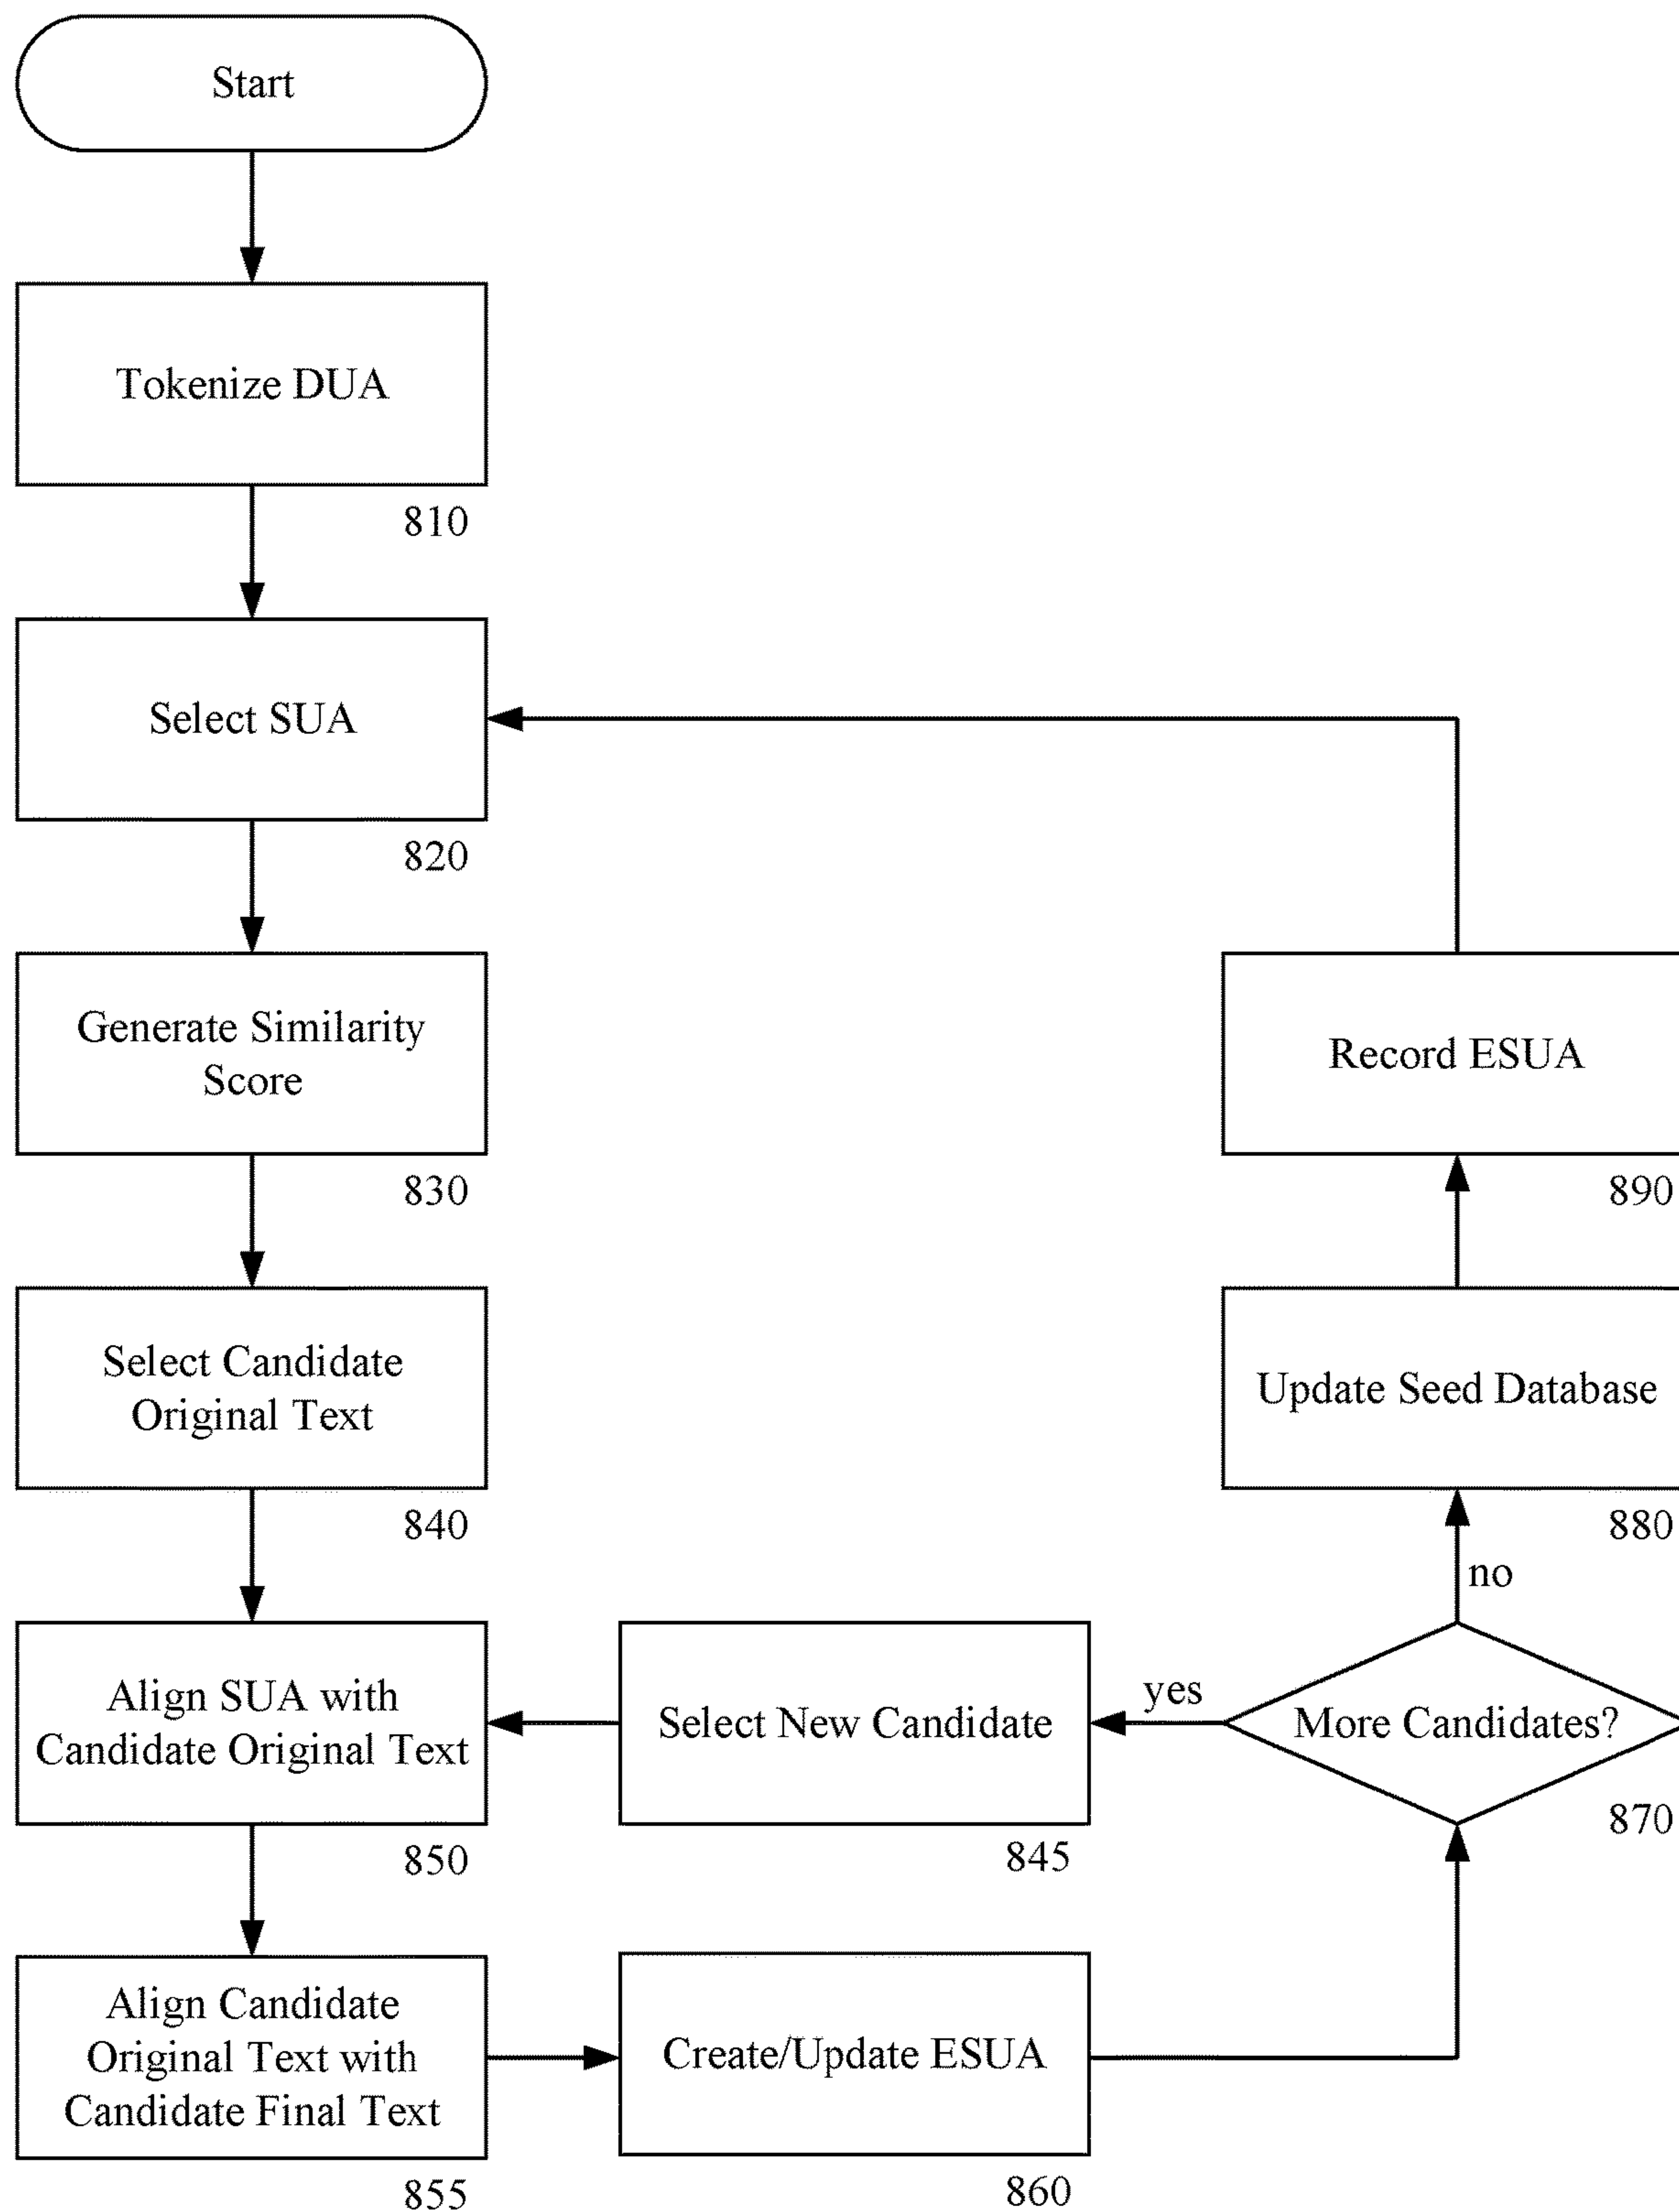 Start
Tokenize DUA
810
Select SUA
820
Generate Similarity
Score
830
Record ESUA
890
Select Candidate
Original Text
840
Update Seed Database
880
no
Align SUA with
Candidate Original Text
850
Select New Candidate
845
yes
More Candidates?
870
Align Candidate
Original Text with
Candidate Final Text
855
Create/Update ESUA
860